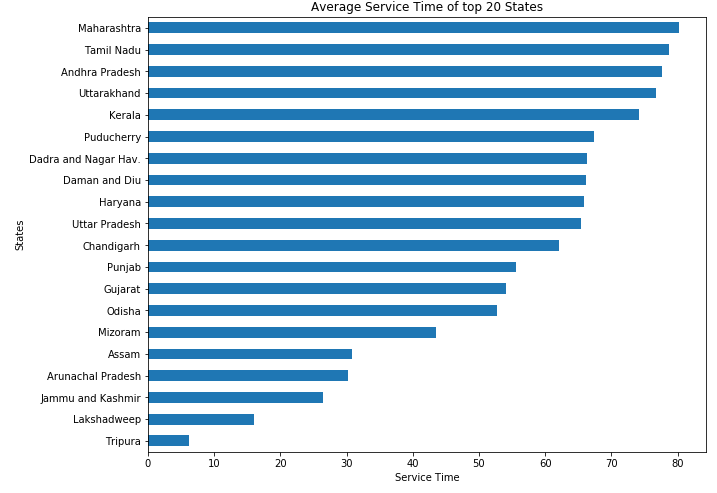 Average Service Time of top 20 States
Maharashtra
Tamil Nadu
Andhra Pradesh
Uttarakhand
Kerala
Puducherry
Dadra and Nagar Hav.
Daman and Diu
Haryana
Uttar Pradesh
Chandigarh
Punjab
Gujarat
Odisha
Mizoram
Assam
Arunachal Pradesh
Jammu and Kashmir
Lakshadweep
Tripura
States
0 10 20 30 40 50 60 70 80
Service Time